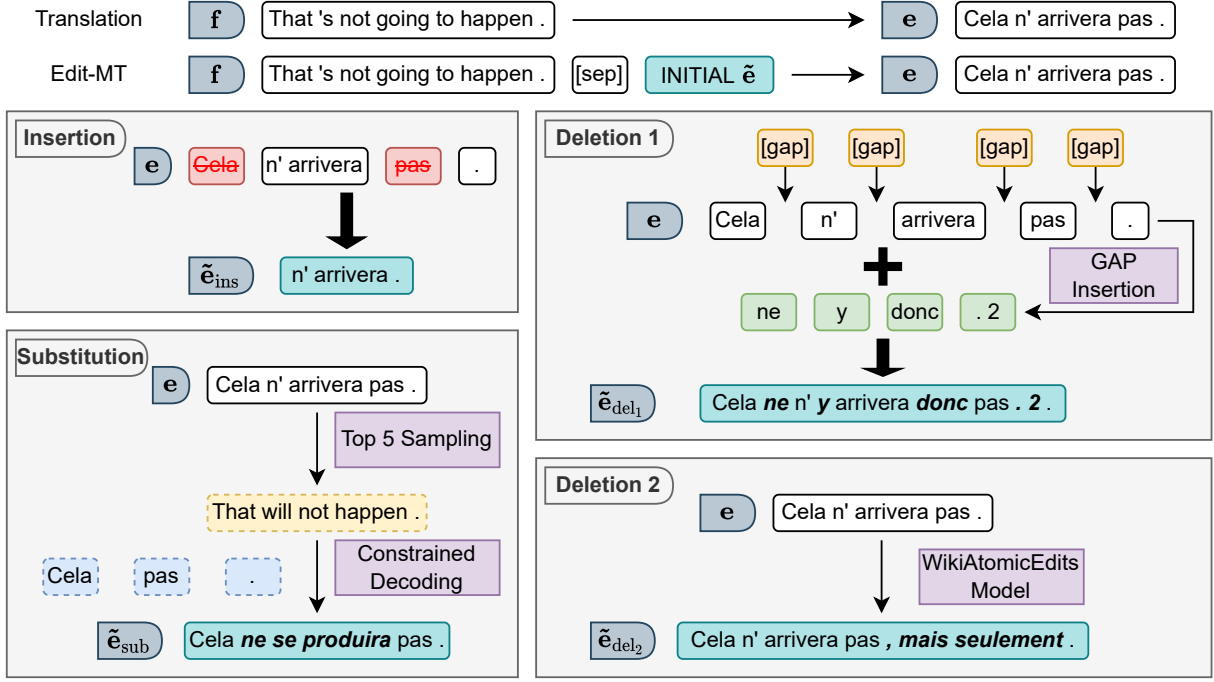 Translation f That 's not going to happen . e Cela n' arrivera pas .
Edit-MT f That 's not going to happen . [sep] INITIAL ẽ e Cela n' arrivera pas .
Insertion
e Cela n' arrivera pas .
ẽins n' arrivera .
Substitution
e Cela n' arrivera pas .
Top 5 Sampling
That will not happen .
Constrained
Decoding
Cela pas .
ẽsub Cela ne se produira pas .
Deletion 1
[gap] [gap] [gap] [gap]
e Cela n' arrivera pas .
GAP
Insertion
ne y donc . 2
ẽdel1 Cela ne n' y arrivera donc pas . 2 .
Deletion 2
e Cela n' arrivera pas .
WikiAtomicEdits
Model
ẽdel2 Cela n' arrivera pas , mais seulement .